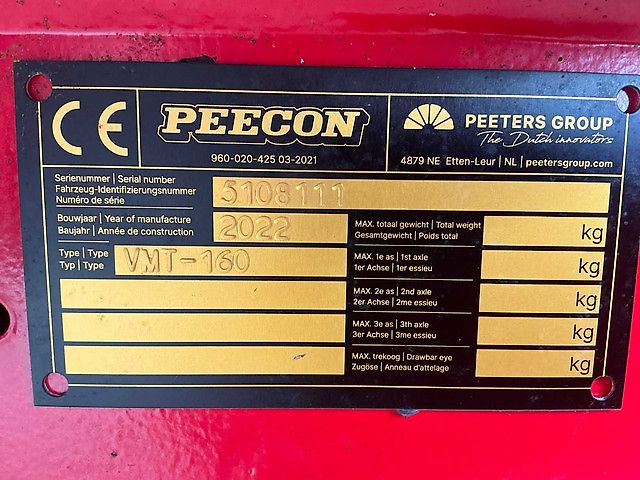 CE
PEECON
960-020-425 03-2021
PEETERS GROUP
The Dutch innovators
4879 NE Etten-Leur | NL | peetersgroup.com
Serienummer | Serial number
Fahrzeug-Identifizierungsnummer
Numéro de série
5108111
Bouwjaar | Year of manufacture
Baujahr | Année de construction
2022
Type | Type
Typ | Type
VMT-160
MAX. totaal gewicht | Total weight
Gesamtgewicht | Poids total
kg
MAX. 1e as | 1st axle
1er Achse | 1er essieu
kg
MAX. 2e as | 2nd axle
2er Achse | 2me essieu
kg
MAX. 3e as | 3th axle
3er Achse | 3me essieu
kg
MAX. trekoog | Drawbar eye
Zugöse | Anneau d'attelage
kg